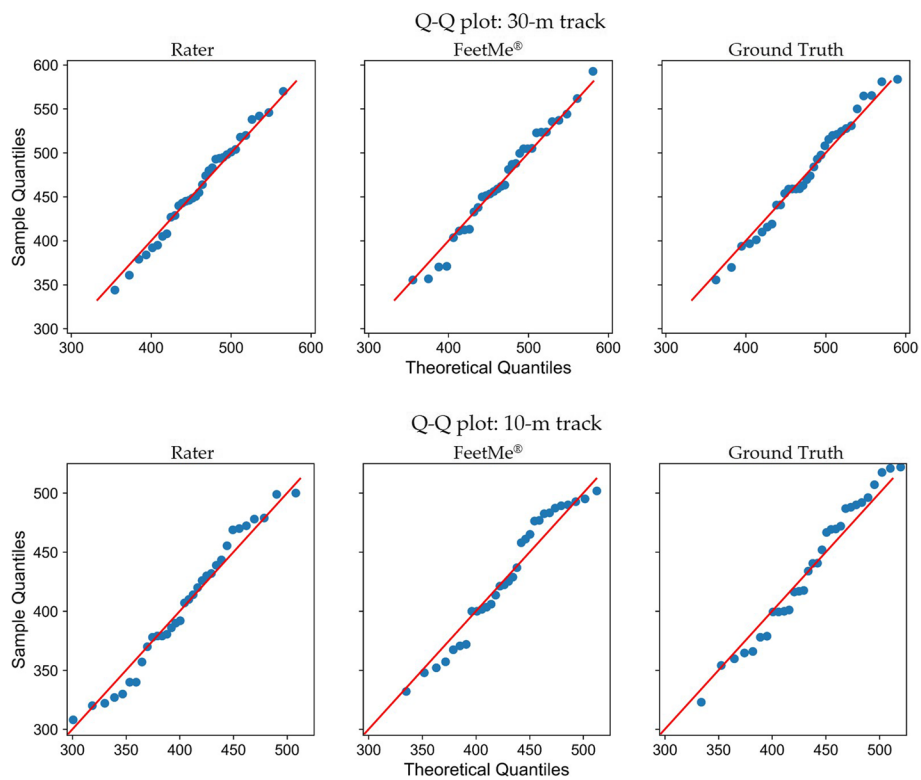 Q-Q plot: 30-m track
Rater
FeetMe®
Ground Truth
Sample Quantiles
600
550
500
450
400
350
300
300 400 500 600
300 400 500 600
300 400 500 600
Theoretical Quantiles
Q-Q plot: 10-m track
Rater
FeetMe®
Ground Truth
Sample Quantiles
500
450
400
350
300
300 350 400 450 500
300 350 400 450 500
300 350 400 450 500
Theoretical Quantiles